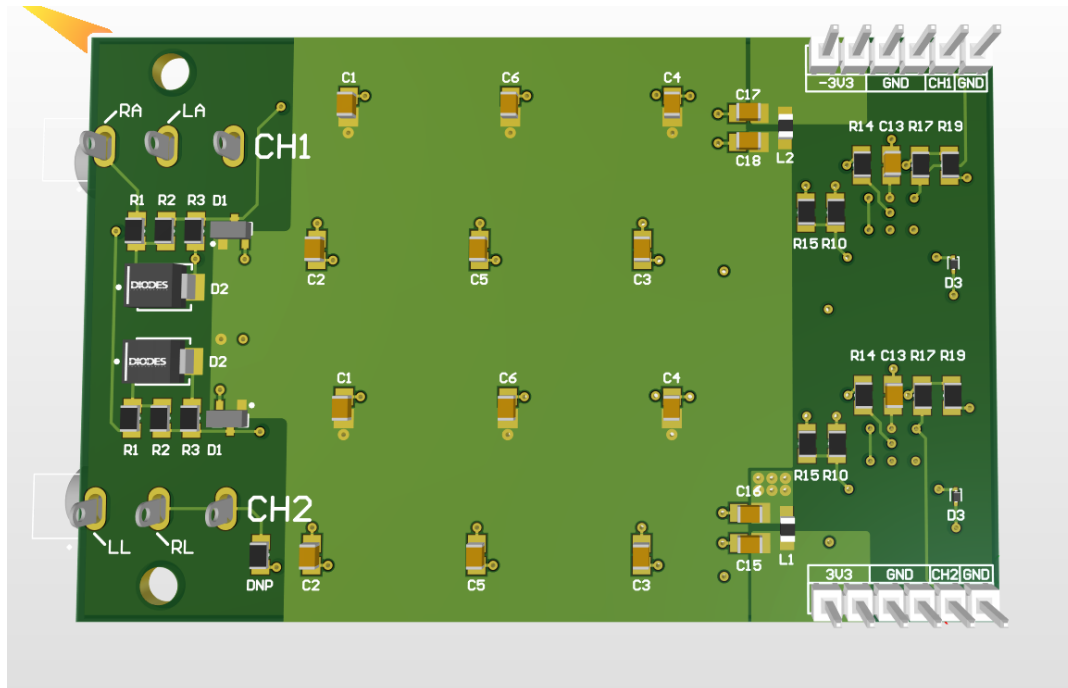 C1 C6 C4
-3V3 GND CH1 GND
RA LA CH1
C17
C18 L2
R14 C13 R17 R19
R1 R2 R3 D1
R15 R10
C2 C5 C3
DIODES D2
D3
DIODES D2
R14 C13 R17 R19
C1 C6 C4
R1 R2 R3 D1
R15 R10
C16
CH2
D3
LL RL
C15 L1
DNP C2 C5 C3
3V3 GND CH2 GND